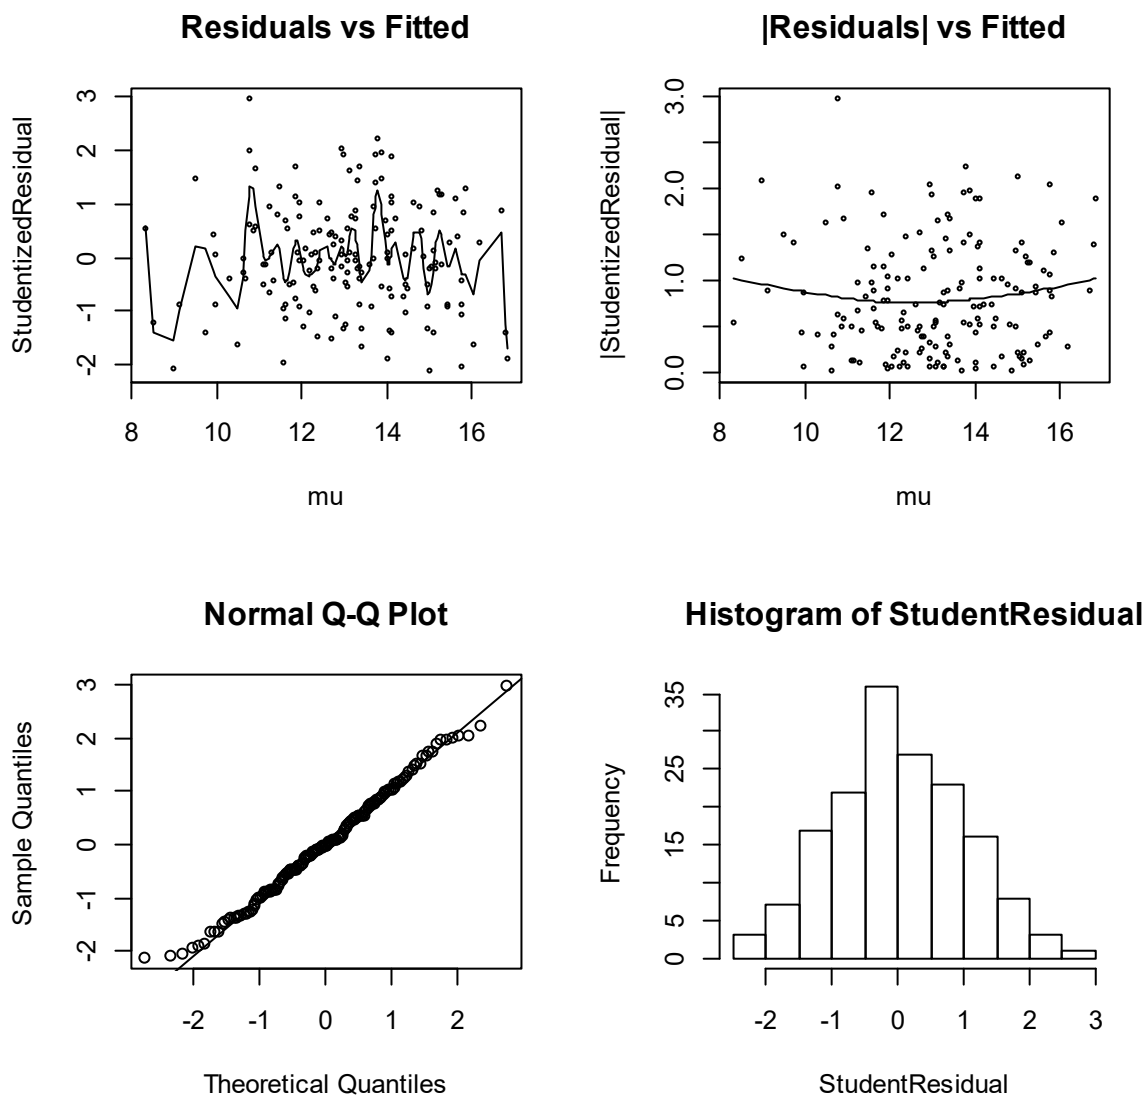 Residuals vs Fitted
StudentizedResidual
3
2
1
0
-1
-2
8 10 12 14 16
mu
|Residuals| vs Fitted
|StudentizedResidual|
3.0
2.0
1.0
0.0
8 10 12 14 16
mu
Normal Q-Q Plot
Sample Quantiles
3
2
1
0
-1
-2
-2 -1 0 1 2
Theoretical Quantiles
Histogram of StudentResidual
Frequency
35
25
15
5
0
-2 -1 0 1 2 3
StudentResidual